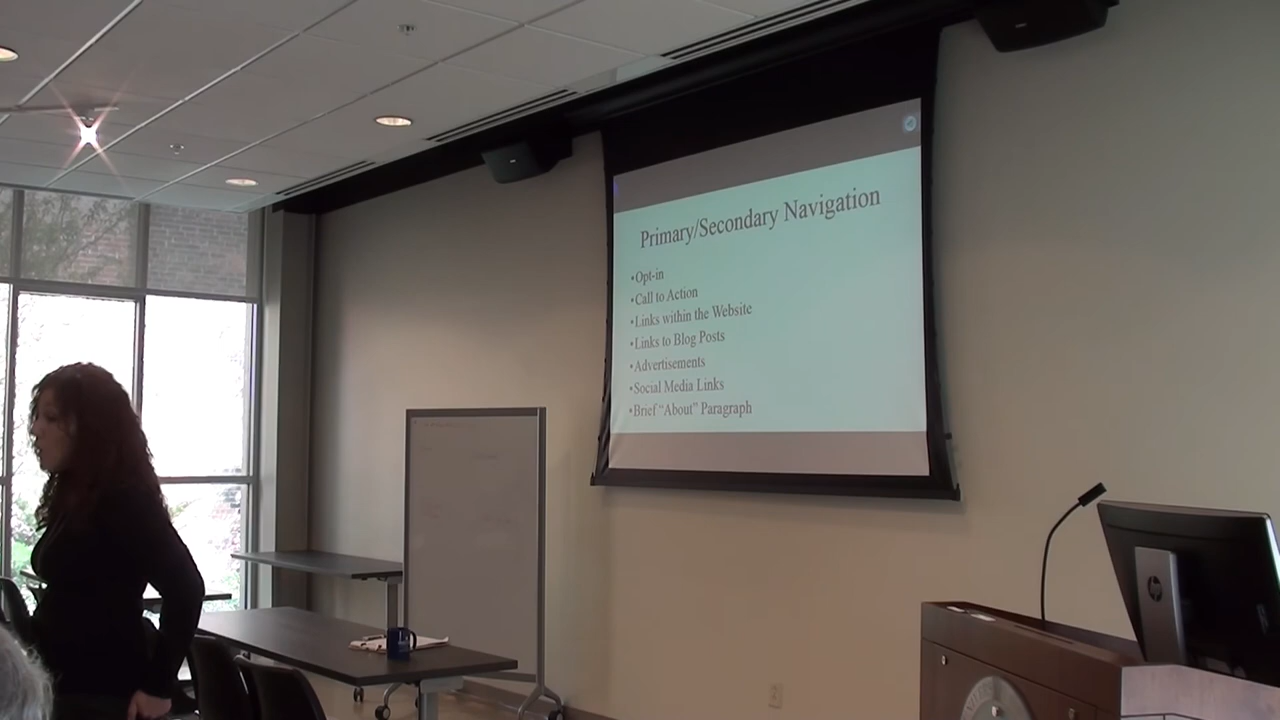 Primary/Secondary Navigation
•Opt-in
•Call to Action
•Links within the Website
•Links to Blog Posts
•Advertisements
•Social Media Links
•Brief “About” Paragraph
hp